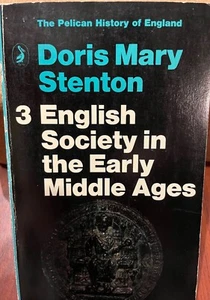 The Pelican History of England
Doris Mary
Stenton
3 English
Society in
the Early
Middle Ages